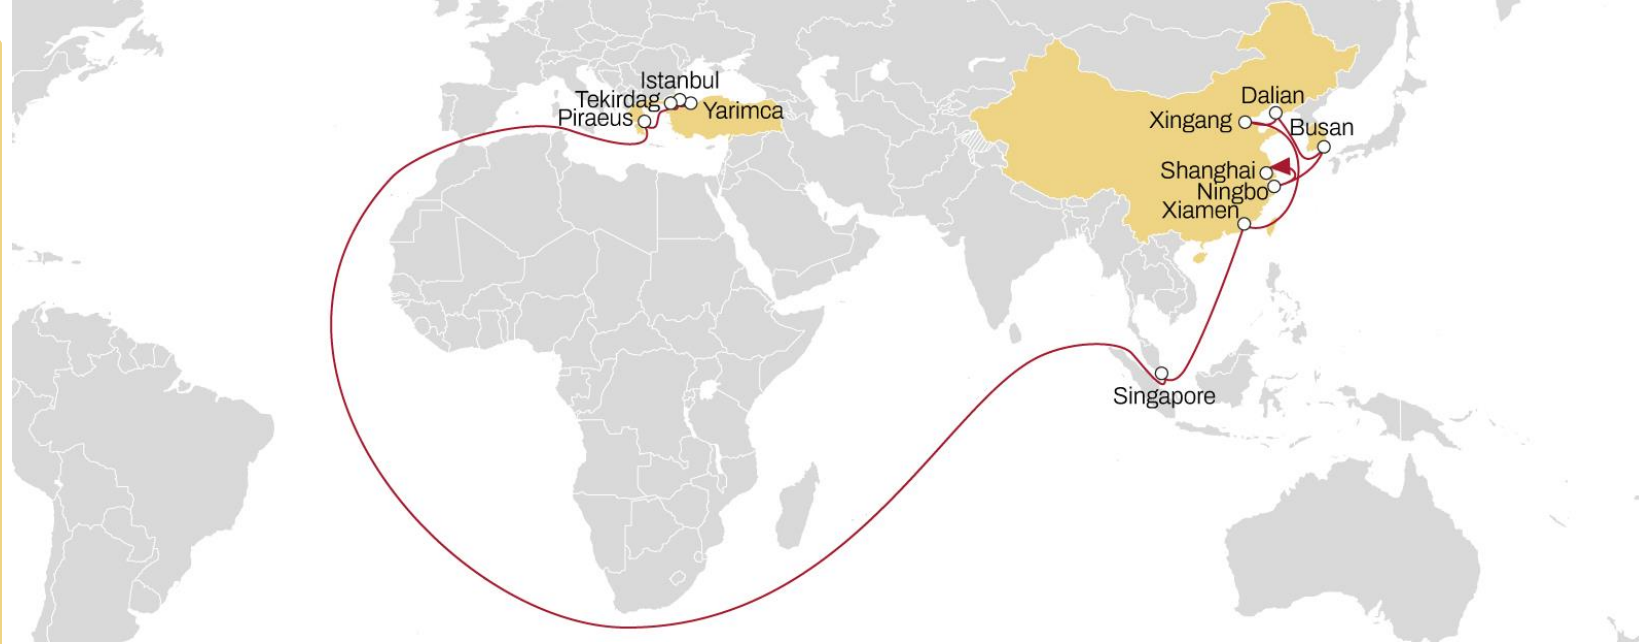 Istanbul
Tekirdag
Yarimca
Piraeus
Dalian
Xingang
Busan
Shanghai
Ningbo
Xiamen
Singapore